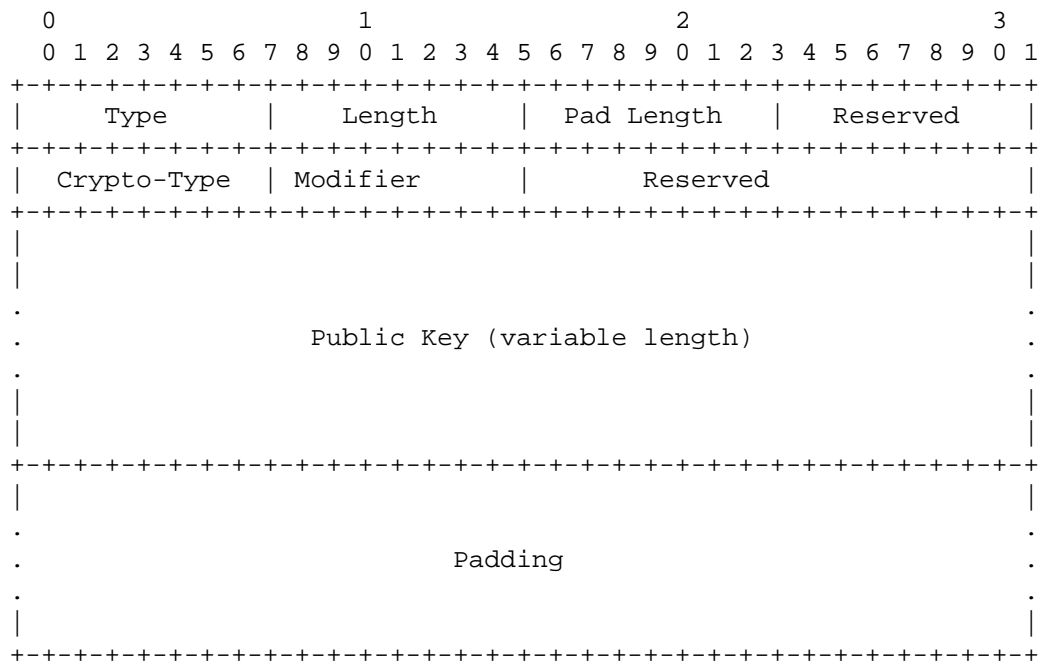 0                   1                   2                   3
0 1 2 3 4 5 6 7 8 9 0 1 2 3 4 5 6 7 8 9 0 1 2 3 4 5 6 7 8 9 0 1
+-+-+-+-+-+-+-+-+-+-+-+-+-+-+-+-+-+-+-+-+-+-+-+-+-+-+-+-+-+-+-+-+
|     Type      |    Length     |  Pad Length   |   Reserved    |
+-+-+-+-+-+-+-+-+-+-+-+-+-+-+-+-+-+-+-+-+-+-+-+-+-+-+-+-+-+-+-+-+
|  Crypto-Type  | Modifier      |       Reserved                |
+-+-+-+-+-+-+-+-+-+-+-+-+-+-+-+-+-+-+-+-+-+-+-+-+-+-+-+-+-+-+-+-+
|                                                               |
|                                                               |
.                                                               .
.                  Public Key (variable length)                 .
.                                                               .
|                                                               |
|                                                               |
+-+-+-+-+-+-+-+-+-+-+-+-+-+-+-+-+-+-+-+-+-+-+-+-+-+-+-+-+-+-+-+-+
|                                                               |
.                                                               .
.                           Padding                             .
.                                                               .
|                                                               |
+-+-+-+-+-+-+-+-+-+-+-+-+-+-+-+-+-+-+-+-+-+-+-+-+-+-+-+-+-+-+-+-+